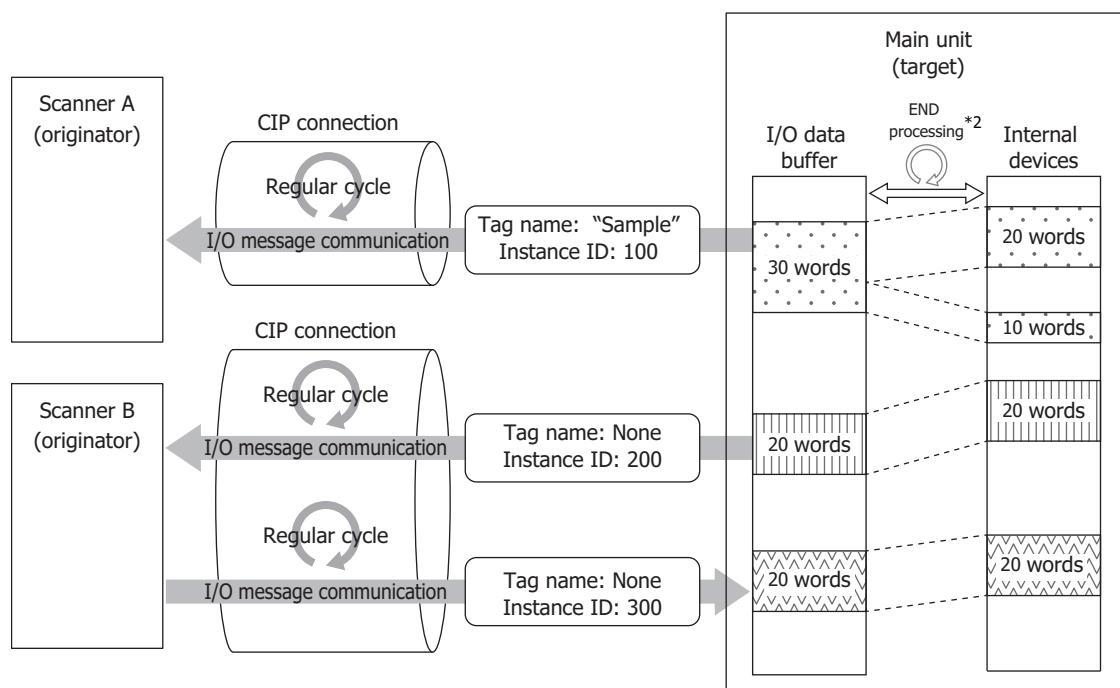 Main unit
(target)
Scanner A
(originator)
CIP connection
Regular cycle
I/O message communication
Tag name: “Sample”
Instance ID: 100
I/O data
buffer
END
processing*2
Internal
devices
30 words
20 words
10 words
Scanner B
(originator)
CIP connection
Regular cycle
I/O message communication
Tag name: None
Instance ID: 200
20 words
20 words
Regular cycle
I/O message communication
Tag name: None
Instance ID: 300
20 words
20 words